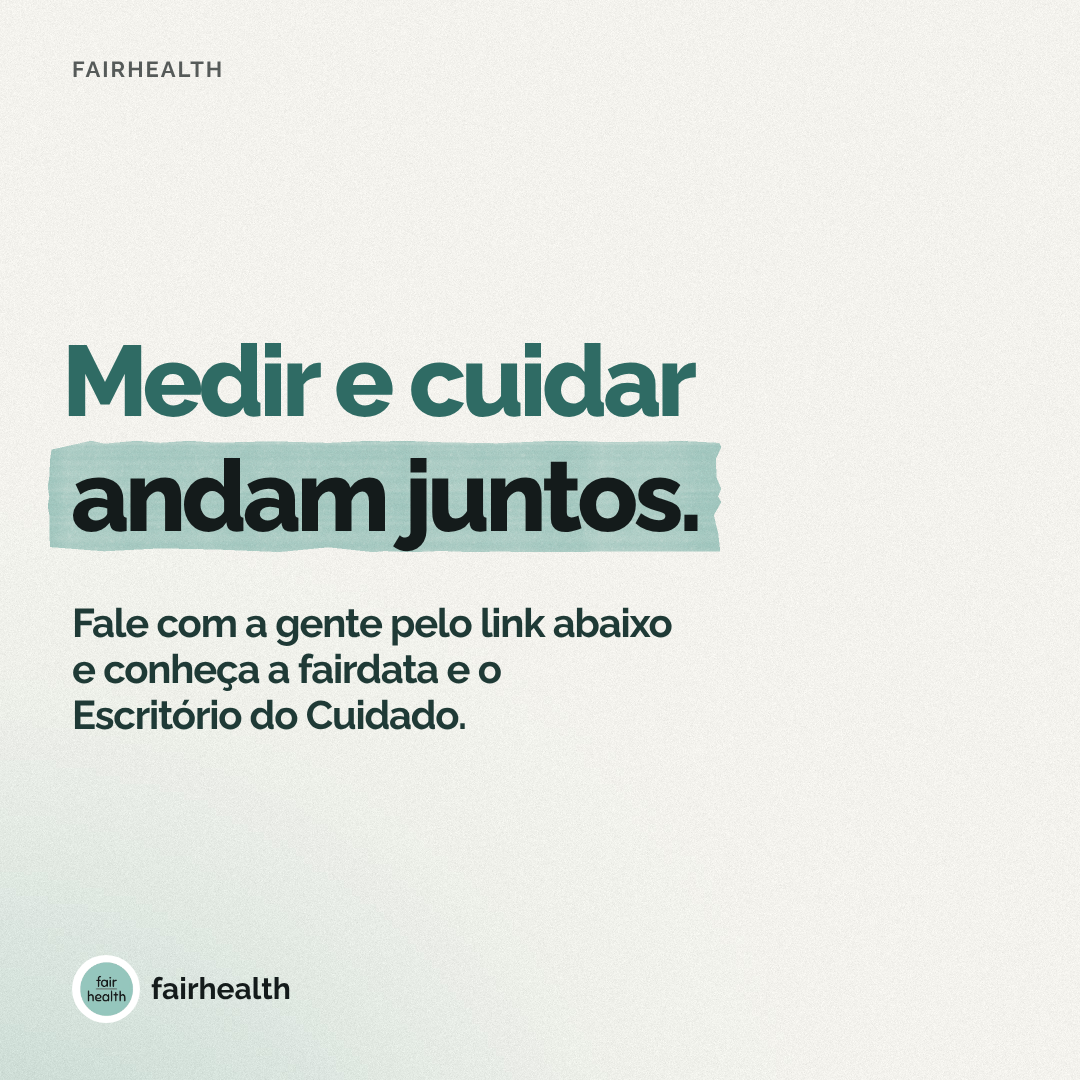 FAIRHEALTH
Medir e cuidar
andam juntos.
Fale com a gente pelo link abaixo
e conheça a fairdata e o
Escritório do Cuidado.
fair
health
fairhealth